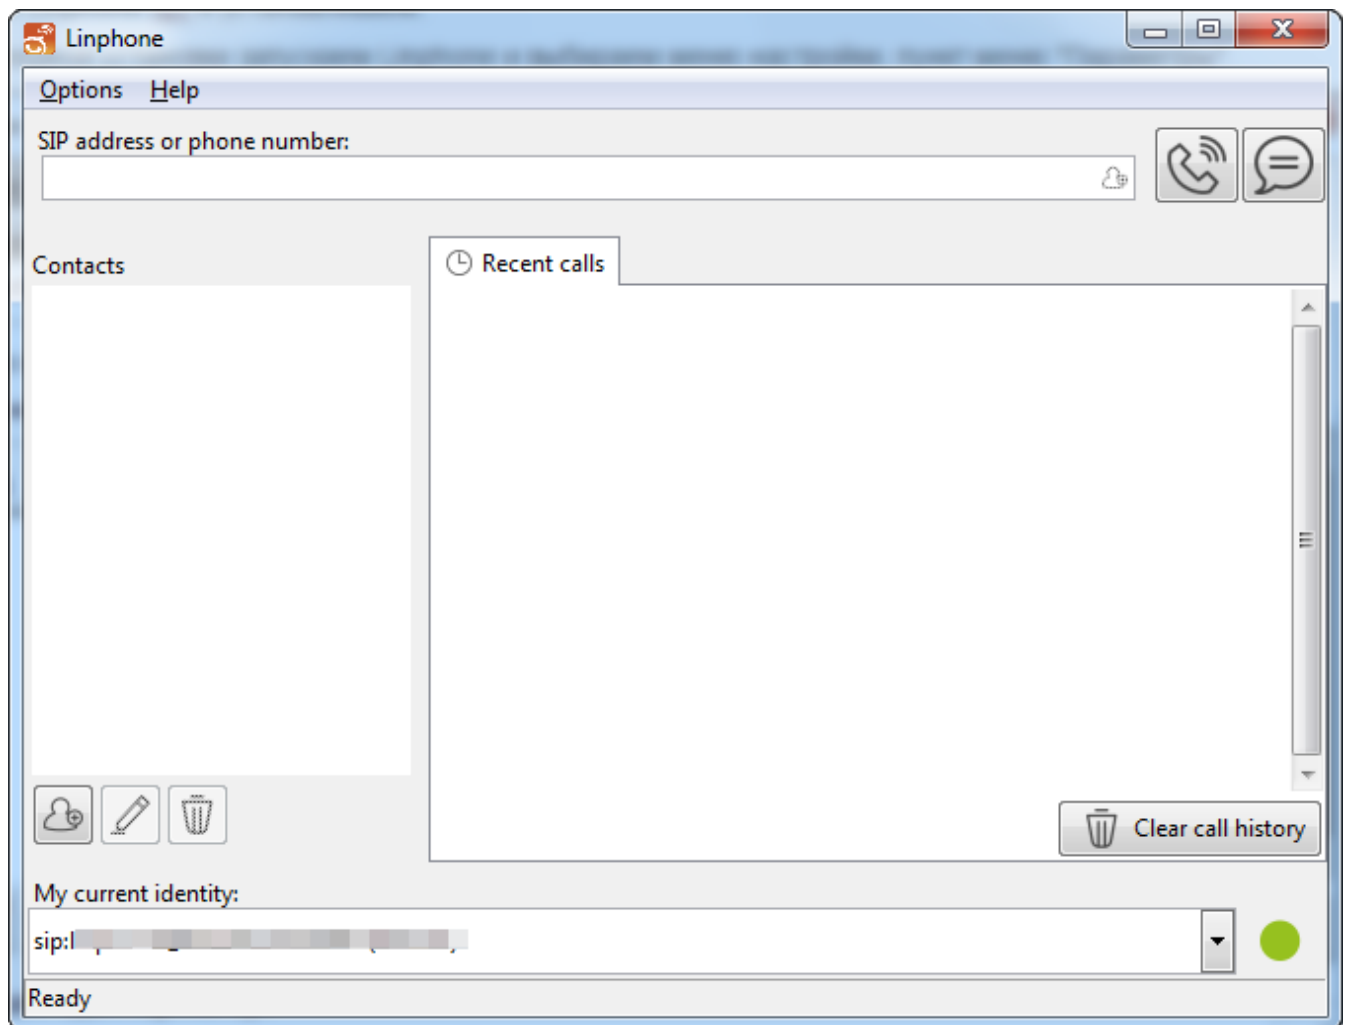 Linphone
Options Help
SIP address or phone number:
Contacts
Recent calls
Clear call history
My current identity:
sip:
Ready